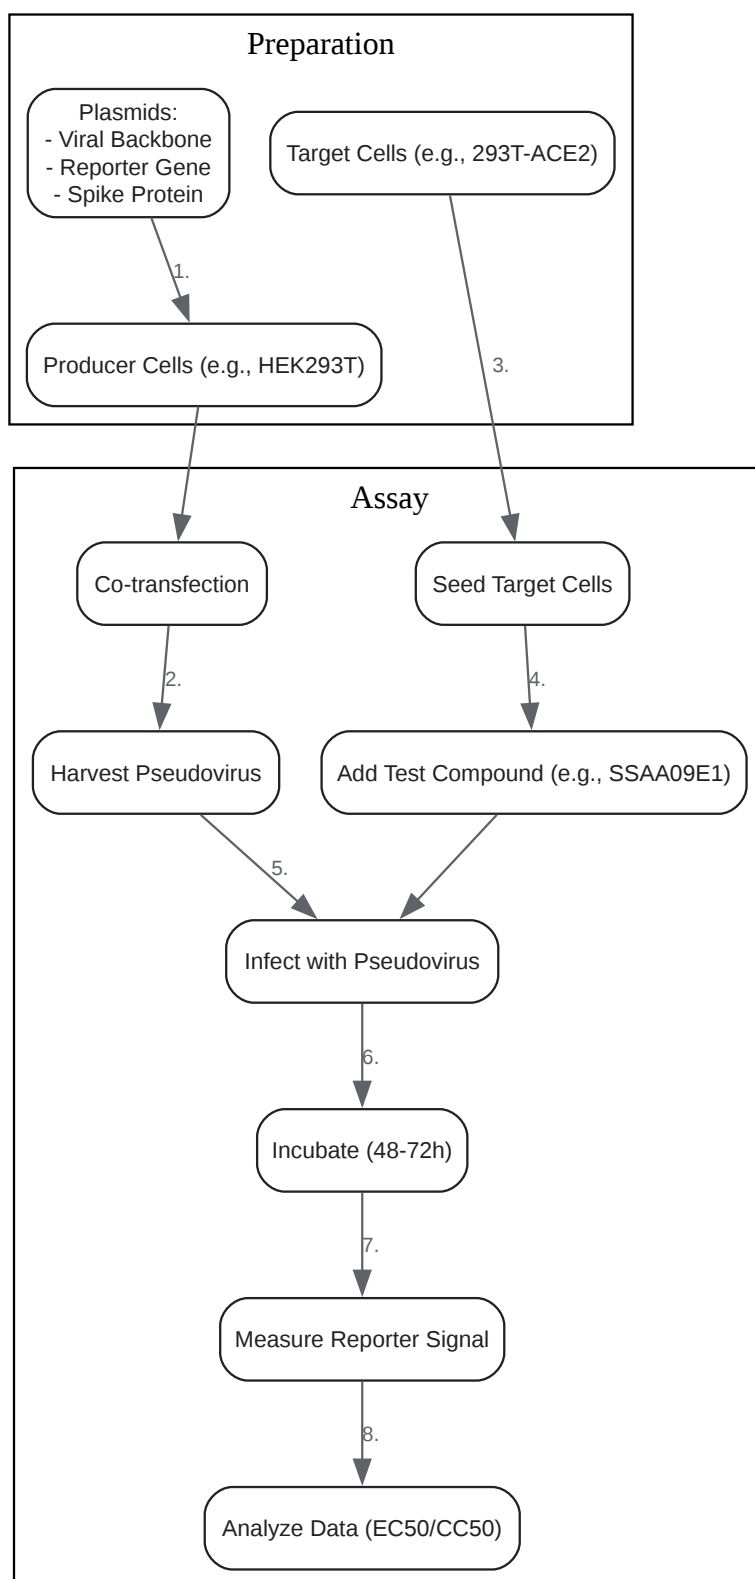 Preparation
Plasmids:
- Viral Backbone
- Reporter Gene
- Spike Protein
Target Cells (e.g., 293T-ACE2)
1.
Producer Cells (e.g., HEK293T)
3.
Assay
Co-transfection
Seed Target Cells
2.
4.
Harvest Pseudovirus
Add Test Compound (e.g., SSAA09E1)
5.
Infect with Pseudovirus
6.
Incubate (48-72h)
7.
Measure Reporter Signal
8.
Analyze Data (EC50/CC50)